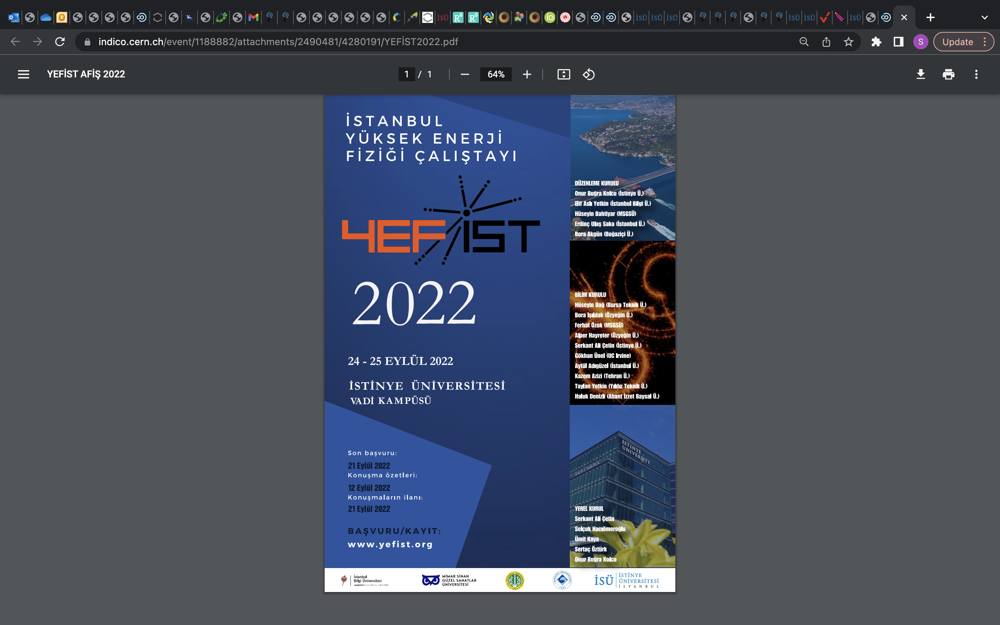 indico.cern.ch/event/1188882/attachments/2490481/4280191/YEFİST2022.pdf
S
Update
YEFİST AFİŞ 2022
1 / 1
64%
İSTANBUL
YÜKSEK ENERJİ
FİZİĞİ ÇALIŞTAYI
YEFIST
2022
24 - 25 EYLÜL 2022
İSTİNYE ÜNİVERSİTESİ
VADİ KAMPÜSÜ
Son başvuru:
21 Eylül 2022
Konuşma özetleri:
12 Eylül 2022
Konuşmaların ilanı:
21 Eylül 2022
BAŞVURU/KAYIT:
www.yefist.org
DÜZENLEME KURULU
Onur Buğra Kolcu (İstinye Ü.)
Elif Aslı Yetkin (İstanbul Bilgi Ü.)
Hüseyin Bahtiyar (MSGSÜ)
Erdinç Ulaş Saka (İstanbul Ü.)
Bora Akgün (Boğaziçi Ü.)
BİLİM KURULU
Hüseyin Dağ (Bursa Teknik Ü.)
Bora Işıldak (Özyeğin Ü.)
Ferhat Özok (MSGSÜ)
Alper Hayreter (Özyeğin Ü.)
Serkant Ali Çetin (İstinye Ü.)
Gökhan Ünel (UC Irvine)
Aytül Adıgüzel (İstanbul Ü.)
Kazem Azizi (Tehran Ü.)
Taylan Yetkin (Yıldız Teknik Ü.)
Haluk Denizli (Abant İzzet Baysal Ü.)
ISTINYE
UNIVERSITY
VADI CAMPUS
YEREL KURUL
Serkant Ali Çetin
Selçuk Hacıömeroğlu
Ümit Kaya
Sertaç Öztürk
Onur Buğra Kolcu
İstanbul
Bilgi Üniversitesi
LAUREATE INTERNATIONAL UNIVERSITIES
MİMAR SİNAN
GÜZEL SANATLAR
ÜNİVERSİTESİ
İSÜ
İSTİNYE
ÜNİVERSİTESİ
İSTANBUL